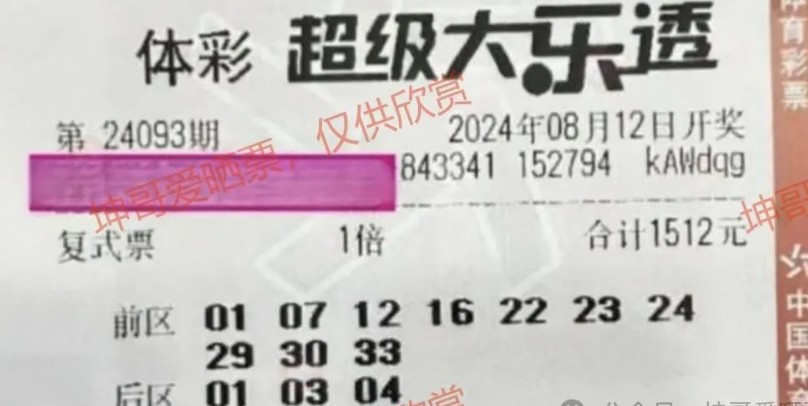 体彩 超级大乐透
第 24093期 2024年08月12日开奖
843341 152794 kAWdqg
复式票 1倍 合计1512元
前区 01 07 12 16 22 23 24
29 30 33
后区 01 03 04
坤哥爱晒票，仅供欣赏
体育彩票
中国体